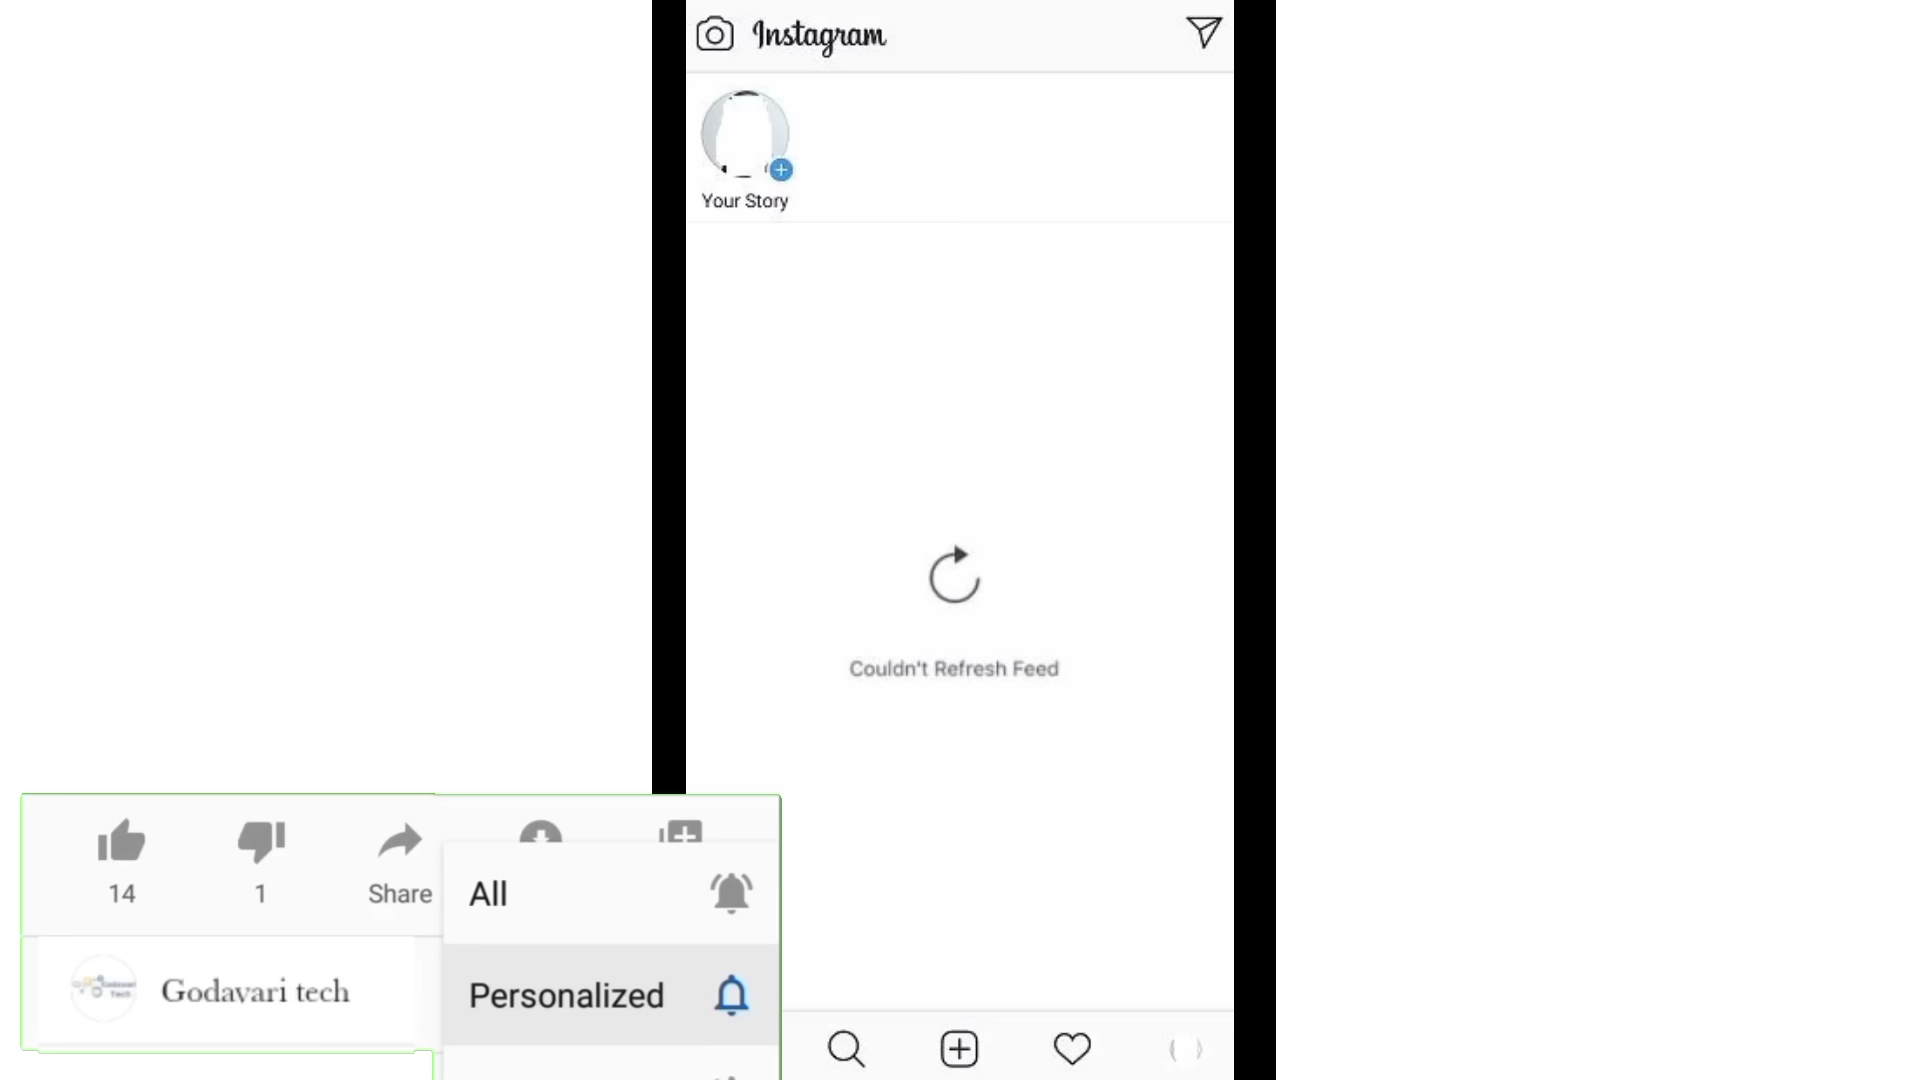 Instagram
Your Story
Couldn't Refresh Feed
14
1
Share
All
Godavari tech
Personalized